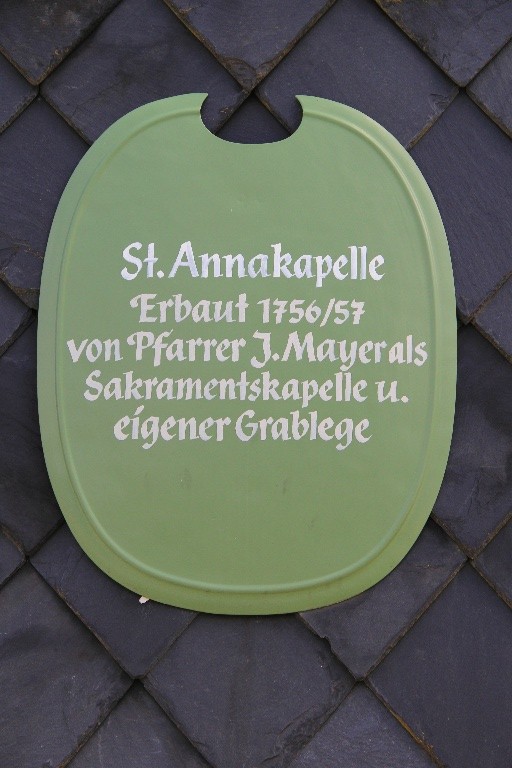 St. Annakapelle
Erbaut 1756/57
von Pfarrer J. Mayer als
Sakramentskapelle u.
eigener Grablege